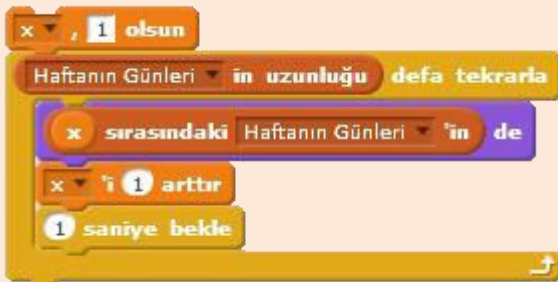 x , 1 olsun
Haftanın Günleri in uzunluğu defa tekrarla
x sırasındaki Haftanın Günleri 'in de
x 'i 1 arttır
1 saniye bekle